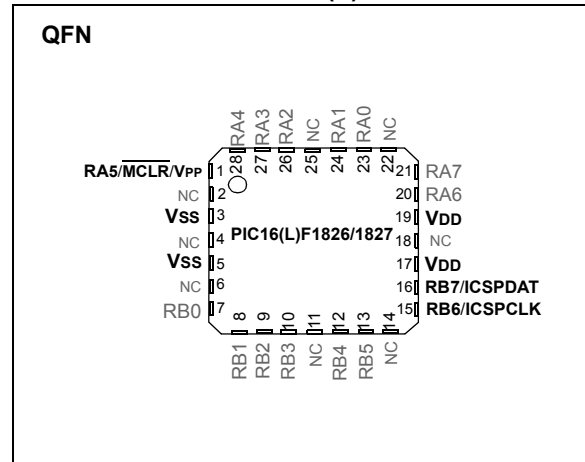 (
QFN
RA4
RA3
RA2
NC
RA1
RA0
NC
28
27
26
25
24
23
22
RA5/MCLR/VPP 1
NC 2
VSS 3
NC 4
VSS 5
NC 6
RB0 7
PIC16(L)F1826/1827
21 RA7
20 RA6
19 VDD
18 NC
17 VDD
16 RB7/ICSPDAT
15 RB6/ICSPCLK
8
9
10
11
12
13
14
RB1
RB2
RB3
NC
RB4
RB5
NC